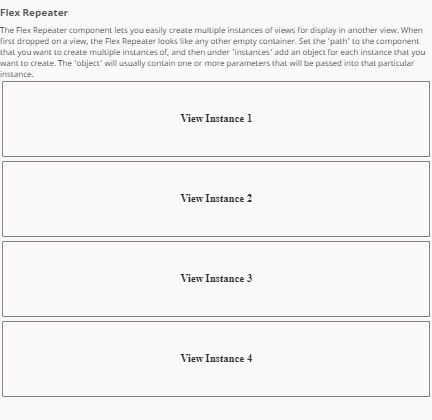 Flex Repeater
The Flex Repeater component lets you easily create multiple instances of views for display in another view. When
first dropped on a view, the Flex Repeater looks like any other empty container. Set the 'path' to the component
that you want to create multiple instances of, and then under 'instances' add an object for each instance that you
want to create. The 'object' will usually contain one or more parameters that will be passed into that particular
instance.
View Instance 1
View Instance 2
View Instance 3
View Instance 4